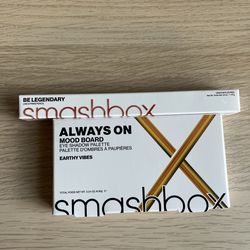 BE LEGENDARY
smashbox
ALWAYS ON
MOOD BOARD
EYE SHADOW PALETTE
PALETTE D'OMBRES À PAUPIÈRES
EARTHY VIBES
smashbox